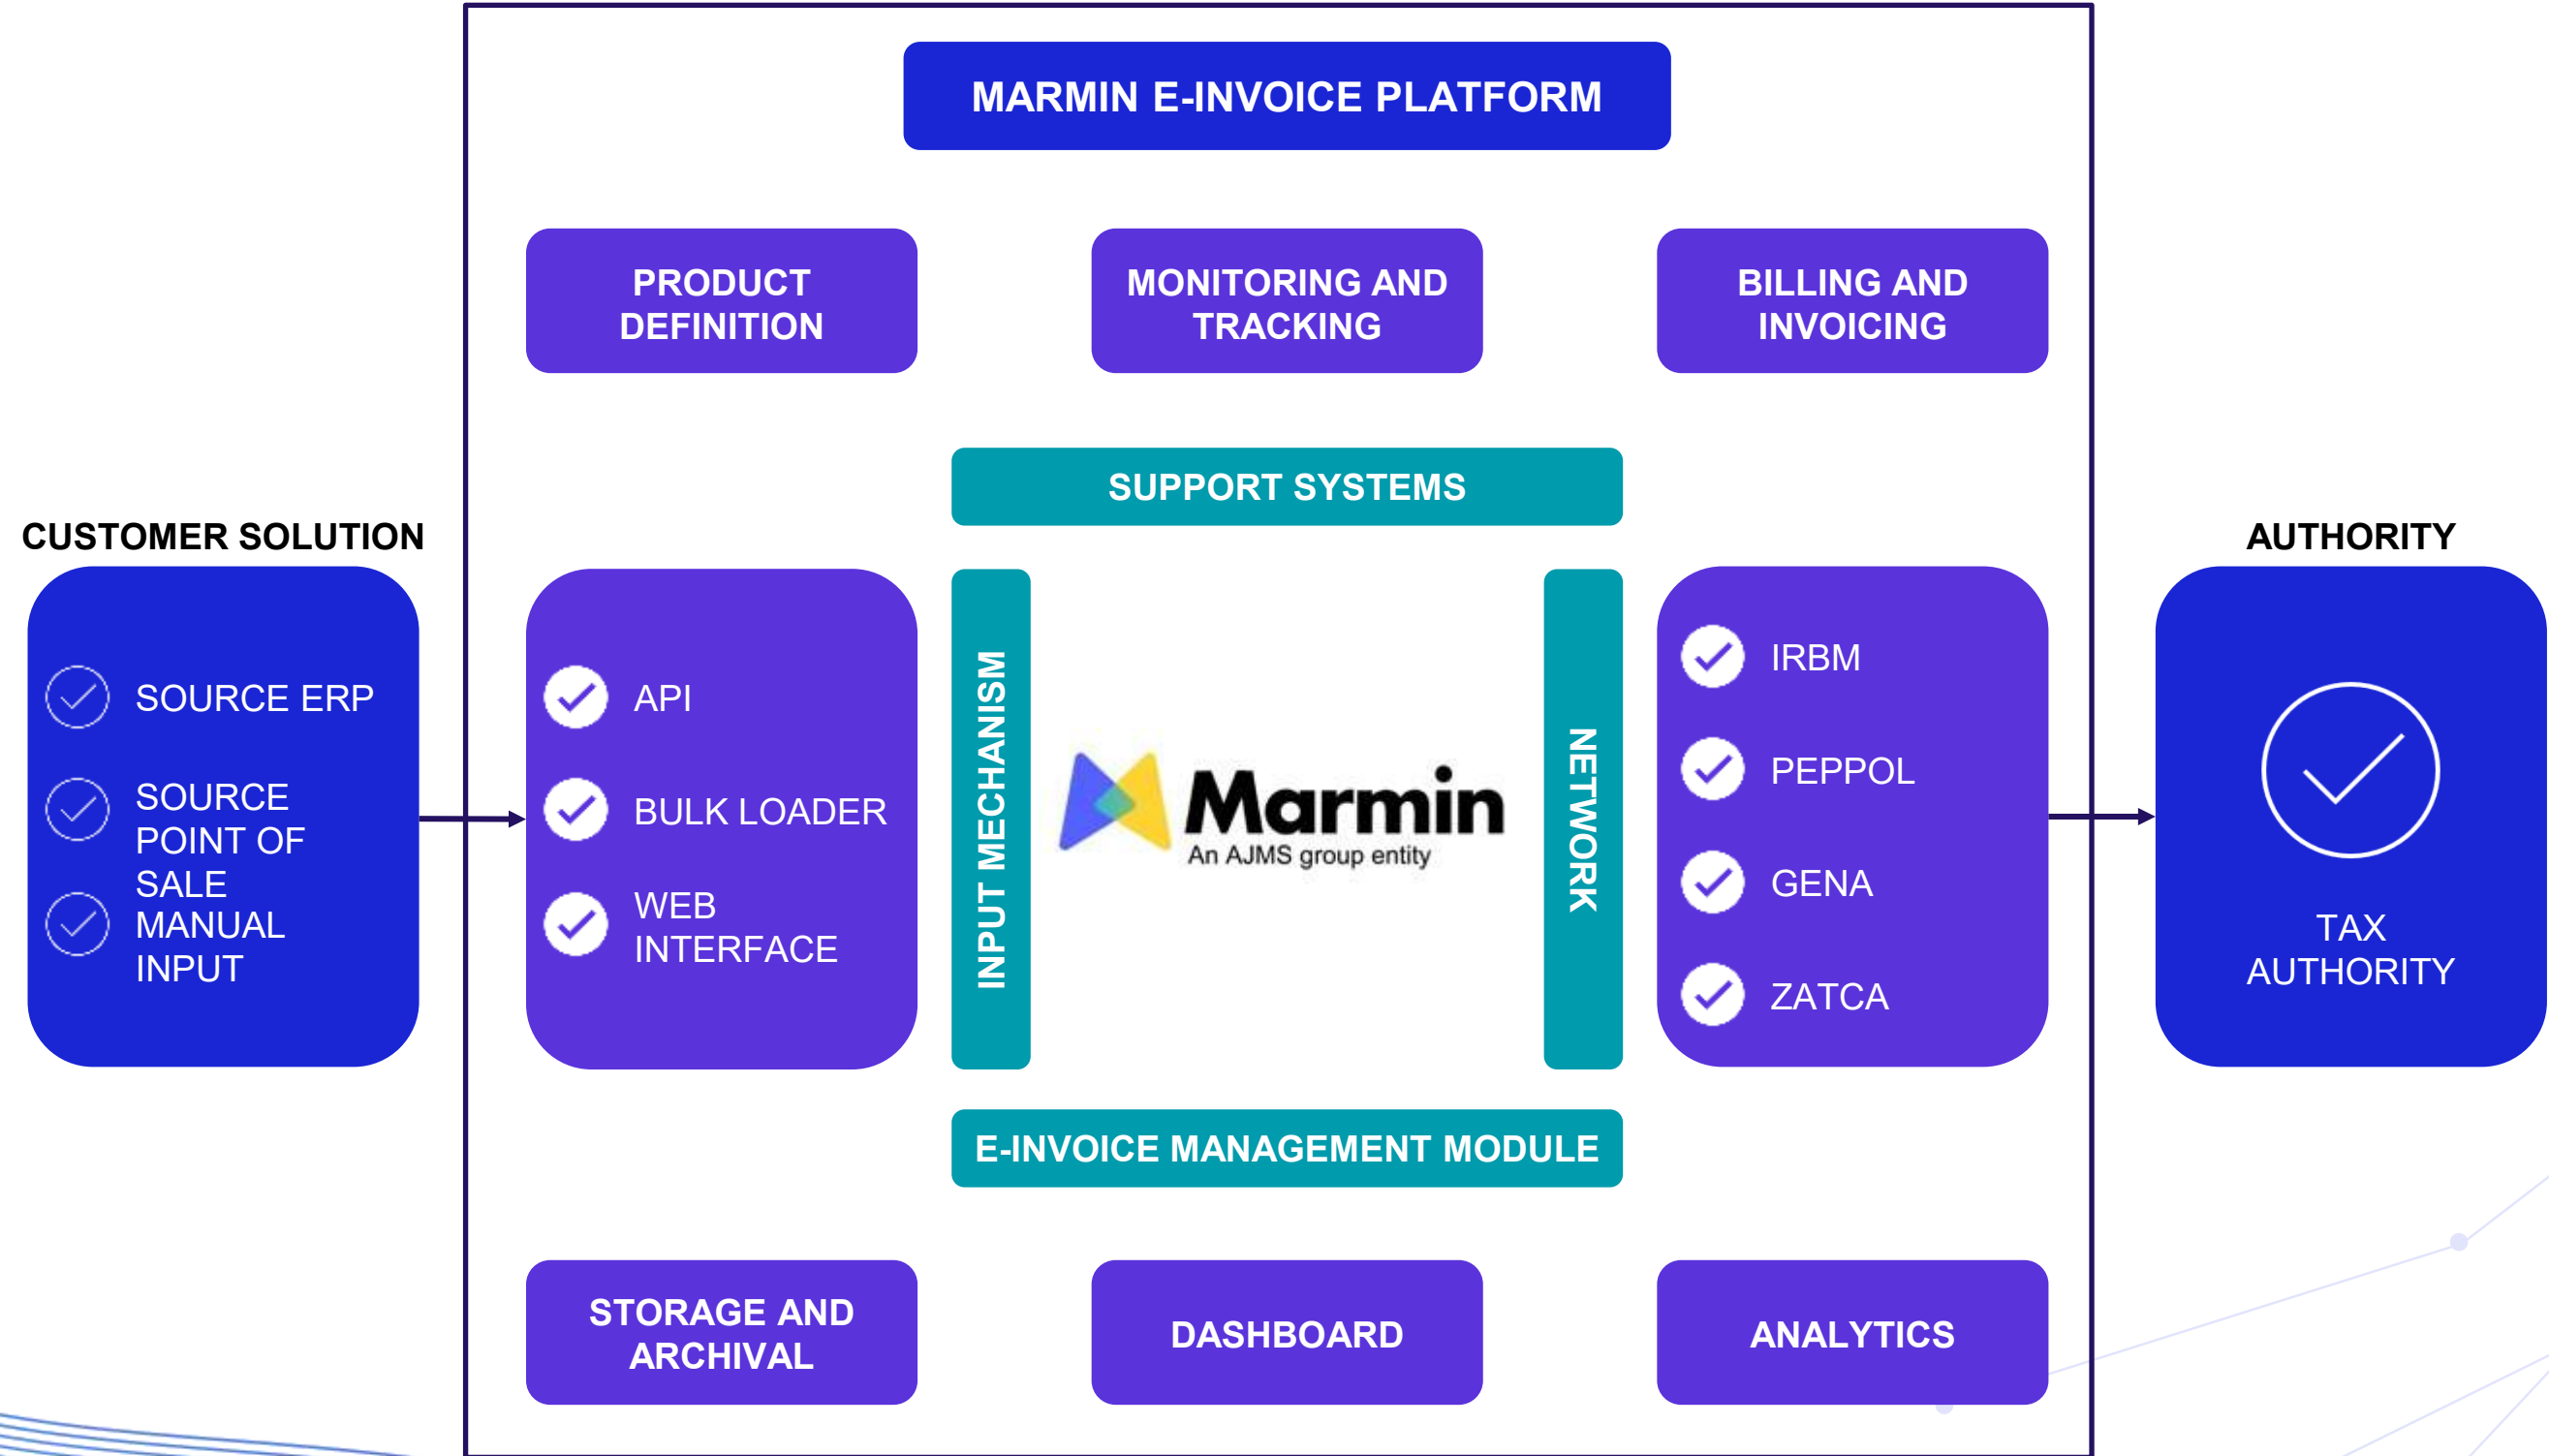 MARMIN E-INVOICE PLATFORM
PRODUCT
DEFINITION
MONITORING AND
TRACKING
BILLING AND
INVOICING
SUPPORT SYSTEMS
CUSTOMER SOLUTION
SOURCE ERP
SOURCE
POINT OF
SALE
MANUAL
INPUT
API
BULK LOADER
WEB
INTERFACE
INPUT MECHANISM
Marmin
An AJMS group entity
NETWORK
IRBM
PEPPOL
GENA
ZATCA
AUTHORITY
TAX
AUTHORITY
E-INVOICE MANAGEMENT MODULE
STORAGE AND
ARCHIVAL
DASHBOARD
ANALYTICS